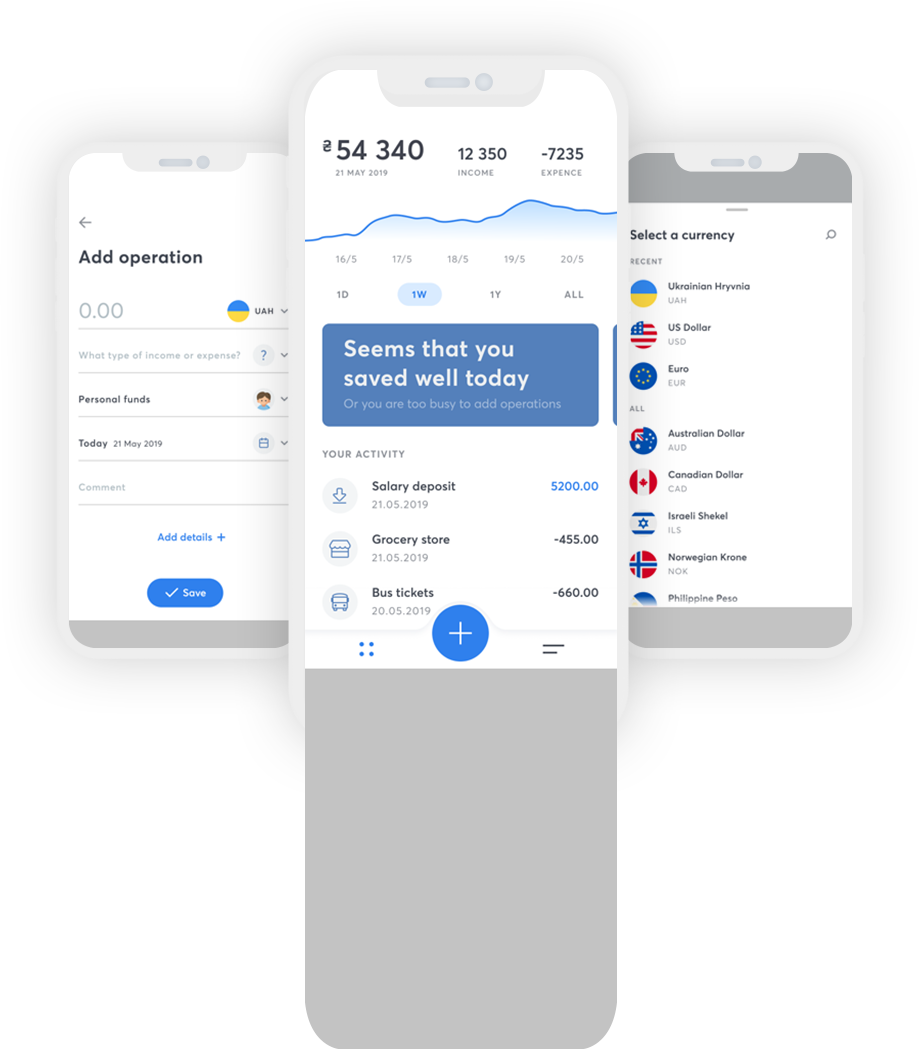 Add operation
0.00
UAH
What type of income or expense?
?
Personal funds
Today 21 May 2019
Comment
Add details +
Save
₴ 54 340
21 MAY 2019
12 350
INCOME
-7235
EXPENCE
16/5 17/5 18/5 19/5 20/5
1D 1W 1Y ALL
Seems that you
saved well today
Or you are too busy to add operations
YOUR ACTIVITY
Salary deposit 5200.00
21.05.2019
Grocery store -455.00
21.05.2019
Bus tickets -660.00
20.05.2019
Select a currency
RECENT
Ukrainian Hryvnia
UAH
US Dollar
USD
Euro
EUR
ALL
Australian Dollar
AUD
Canadian Dollar
CAD
Israeli Shekel
ILS
Norwegian Krone
NOK
Philippine Peso